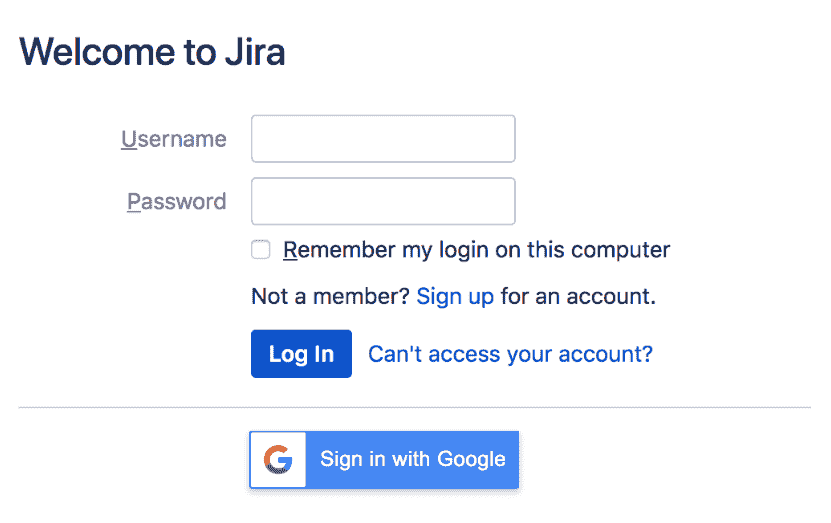 Welcome to Jira
Username
Password
Remember my login on this computer
Not a member? Sign up for an account.
Log In Can't access your account?
Sign in with Google